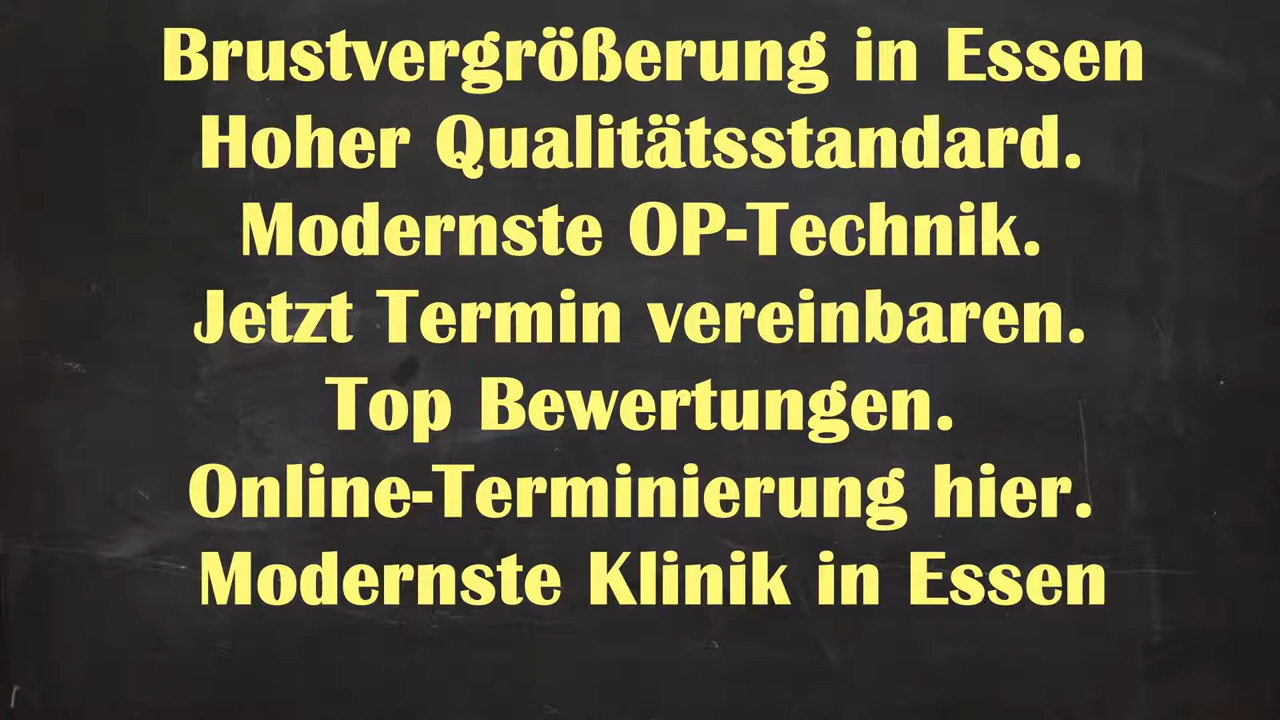 Brustvergrößerung in Essen
Hoher Qualitätsstandard.
Modernste OP-Technik.
Jetzt Termin vereinbaren.
Top Bewertungen.
Online-Terminierung hier.
Modernste Klinik in Essen